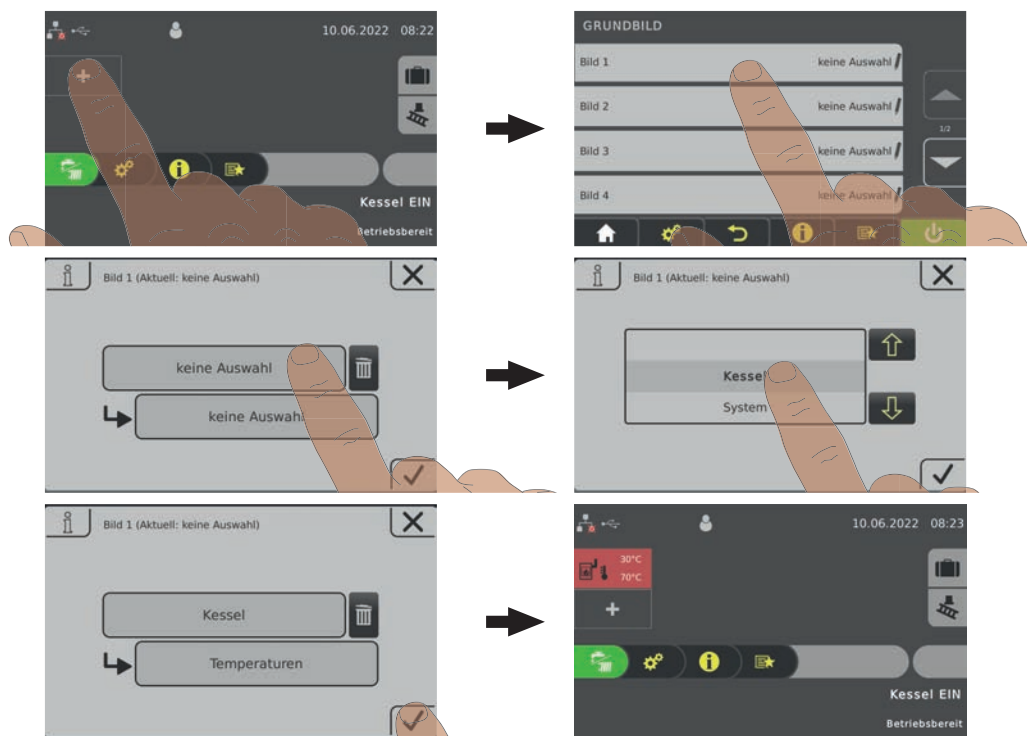 10.06.2022 08:22
+
Kessel EIN
Betriebsbereit
GRUNDBILD
Bild 1 keine Auswahl
Bild 2 keine Auswahl
1/2
Bild 3 keine Auswahl
Bild 4 keine Auswahl
Bild 1 (Aktuell: keine Auswahl)
keine Auswahl
keine Auswahl
Bild 1 (Aktuell: keine Auswahl)
Kessel
System
Bild 1 (Aktuell: keine Auswahl)
Kessel
Temperaturen
10.06.2022 08:23
30°C
70°C
+
Kessel EIN
Betriebsbereit